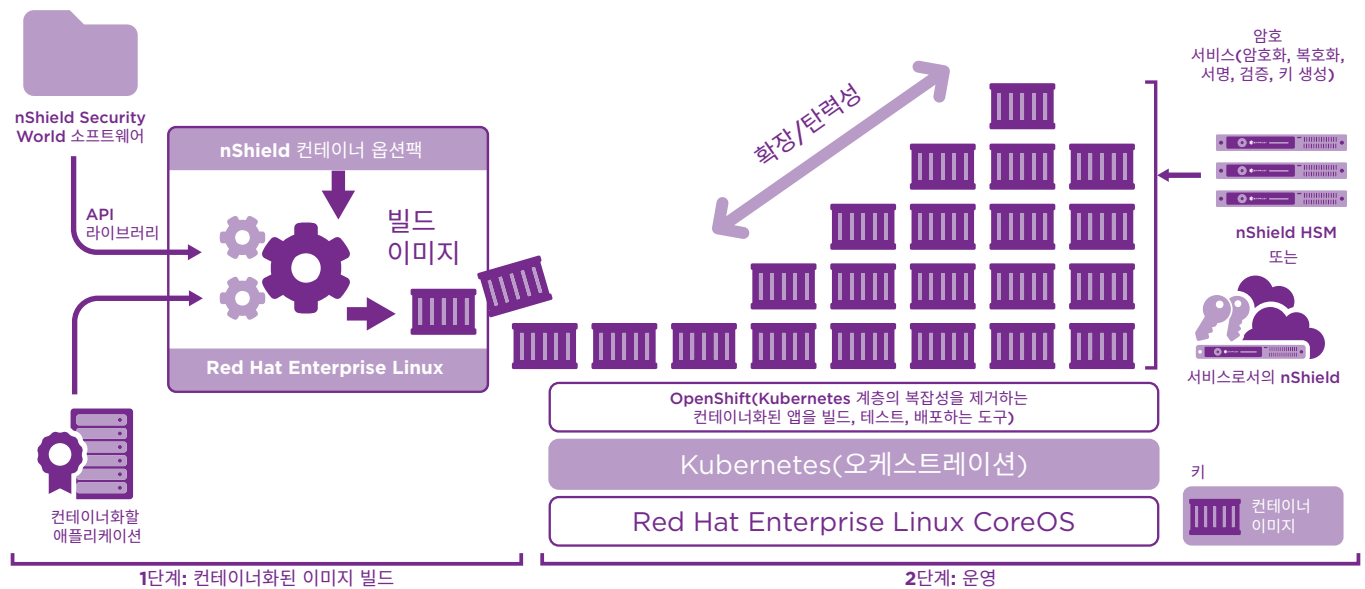 nShield Security
World 소프트웨어
API
라이브러리
nShield 컨테이너 옵션팩
빌드
이미지
Red Hat Enterprise Linux
컨테이너화할
애플리케이션
1단계: 컨테이너화된 이미지 빌드
확장/탄력성
OpenShift(Kubernetes 계층의 복잡성을 제거하는
컨테이너화된 앱을 빌드, 테스트, 배포하는 도구)
Kubernetes(오케스트레이션)
Red Hat Enterprise Linux CoreOS
암호
서비스(암호화, 복호화,
서명, 검증, 키 생성)
nShield HSM
또는
서비스로서의 nShield
키
컨테이너
이미지
2단계: 운영